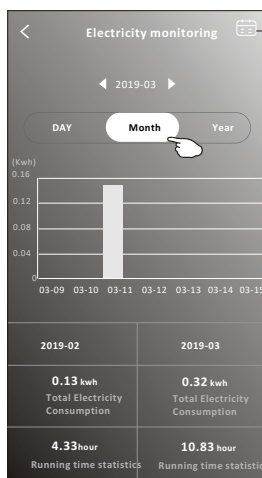 Electricity monitoring
2019-03
DAY Month Year
(Kwh)
0.16
0.12
0.08
0.04
0
03-09 03-10 03-11 03-12 03-13 03-14 03-15
2019-02 2019-03
0.13 kwh 0.32 kwh
Total Electricity Total Electricity
Consumption Consumption
4.33hour 10.83 hour
Running time statistics Running time statistic